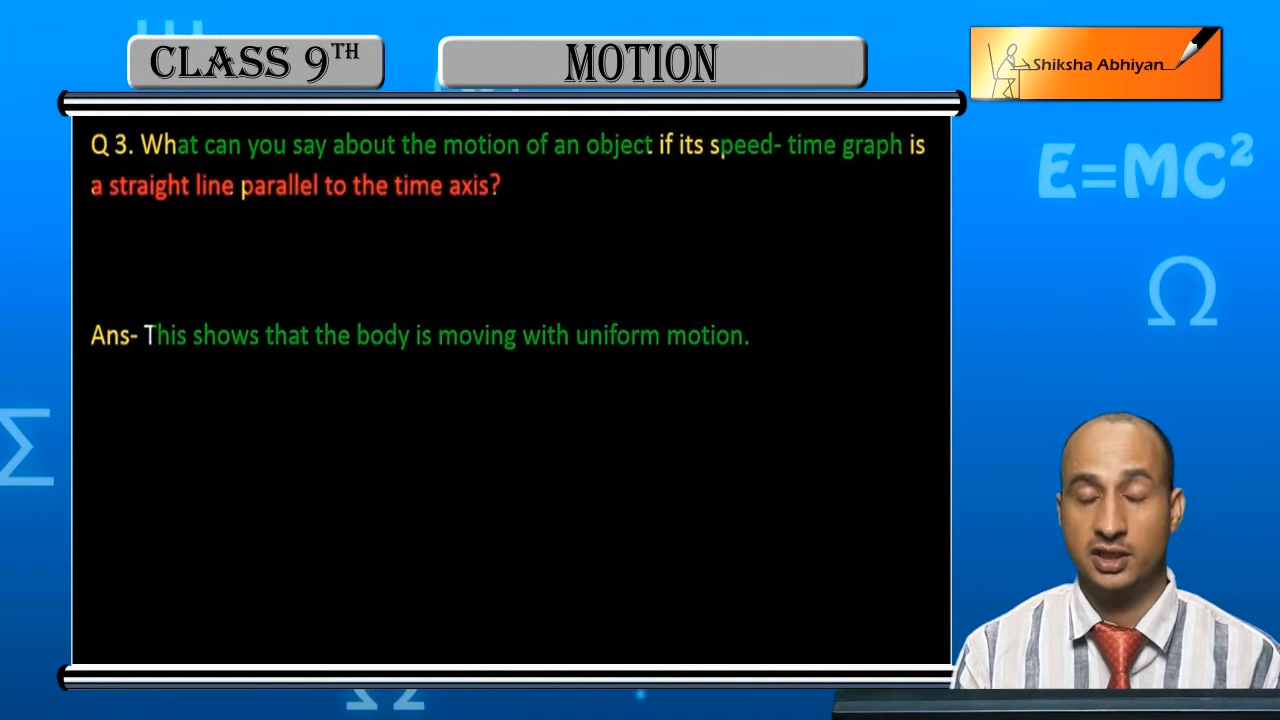 CLASS 9TH
MOTION
Shiksha Abhiyan
Q 3. What can you say about the motion of an object if its speed- time graph is
a straight line parallel to the time axis?
Ans- This shows that the body is moving with uniform motion.
E=MC²
Ω
Σ
Ω